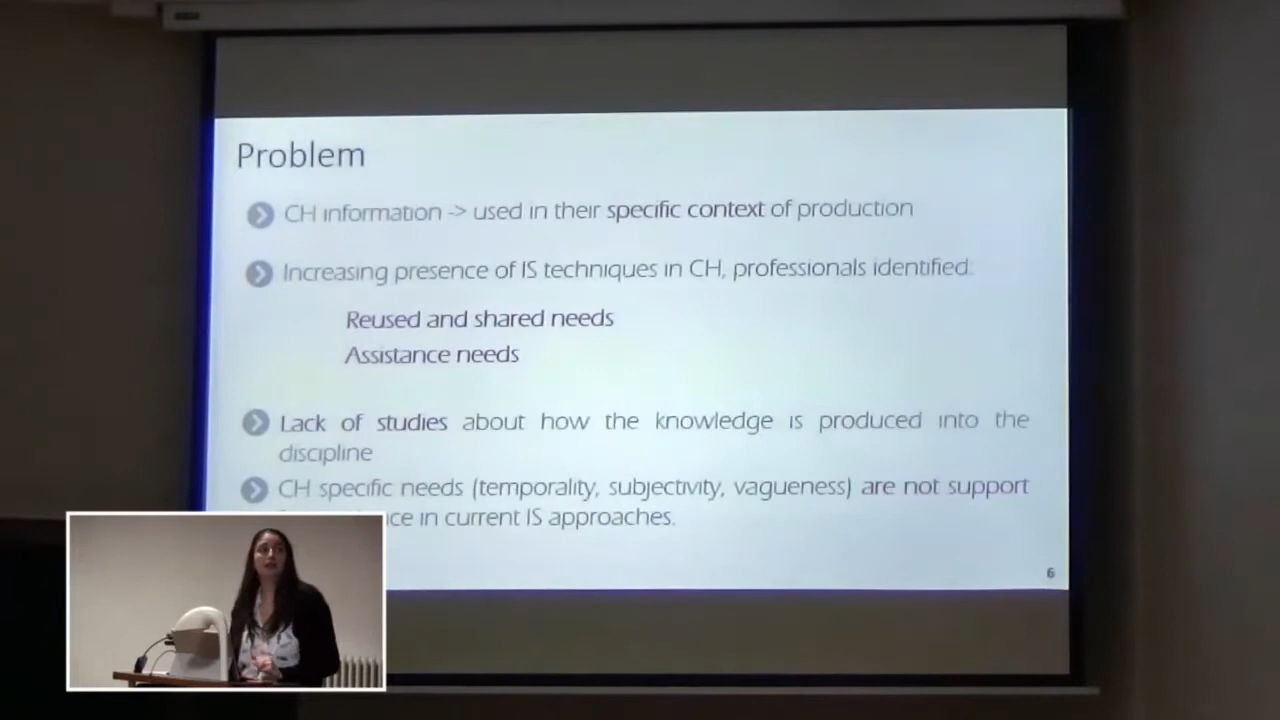 Problem
CH information -> used in their specific context of production
Increasing presence of IS techniques in CH, professionals identified:
Reused and shared needs
Assistance needs
Lack of studies about how the knowledge is produced into the
discipline
CH specific needs (temporality, subjectivity, vagueness) are not support
in current IS approaches.
6